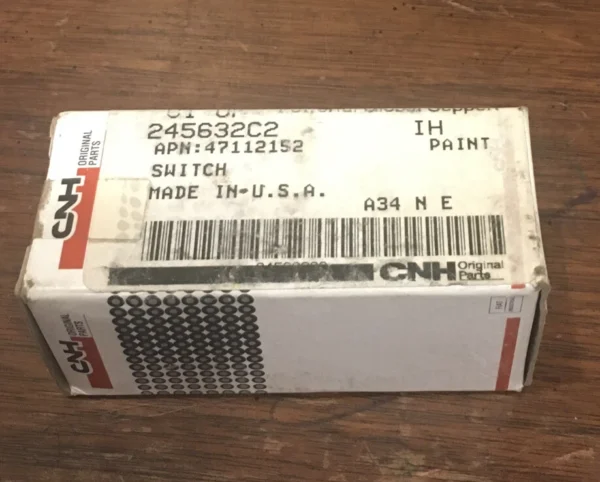 245632C2 IH
APN:47112152 PAINT
SWITCH
MADE IN U.S.A. A34 N E
CNH Original
Parts
CNH ORIGINAL
PARTS
CNH ORIGINAL
PARTS